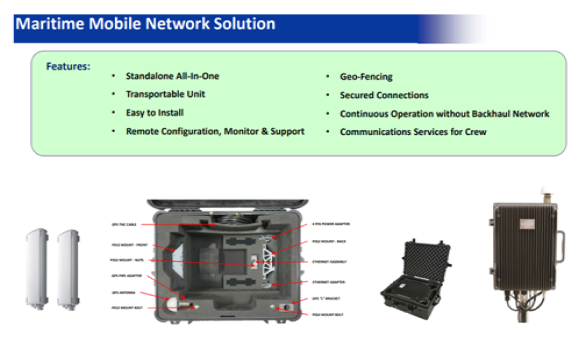 Maritime Mobile Network Solution
Features:
• Standalone All-In-One
• Transportable Unit
• Easy to Install
• Remote Configuration, Monitor & Support
• Geo-Fencing
• Secured Connections
• Continuous Operation without Backhaul Network
• Communications Services for Crew
GPS TNC CABLE
POLE MOUNT - FRONT
POLE MOUNT - NUTS
GPS PIPE ADAPTER
GPS ANTENNA
POLE MOUNT-BOLT
4 PIN POWER ADAPTER
POLE MOUNT - BACK
ETHERNET ASSEMBLY
ETHERNET ADAPTER
GPS "L" BRACKET
POLE MOUNT-BOLT